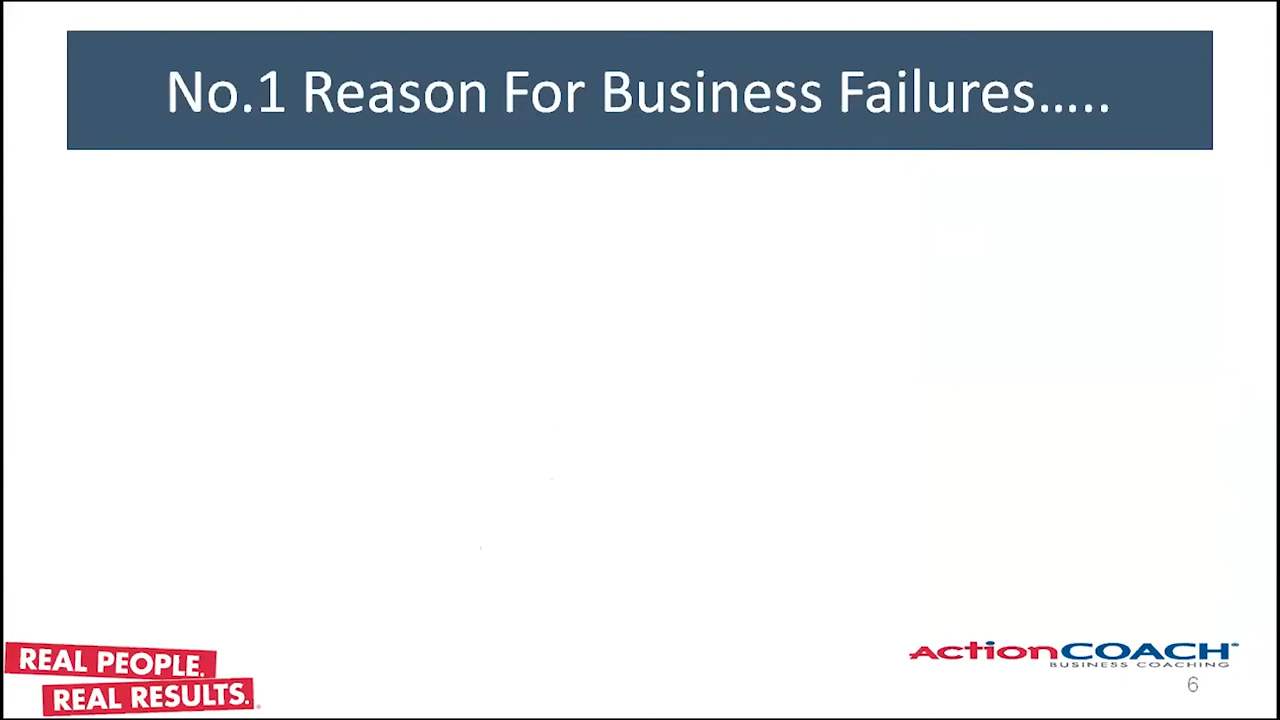 No.1 Reason For Business Failures.....
REAL PEOPLE.
REAL RESULTS.
ActionCOACH
BUSINESS COACHING
6